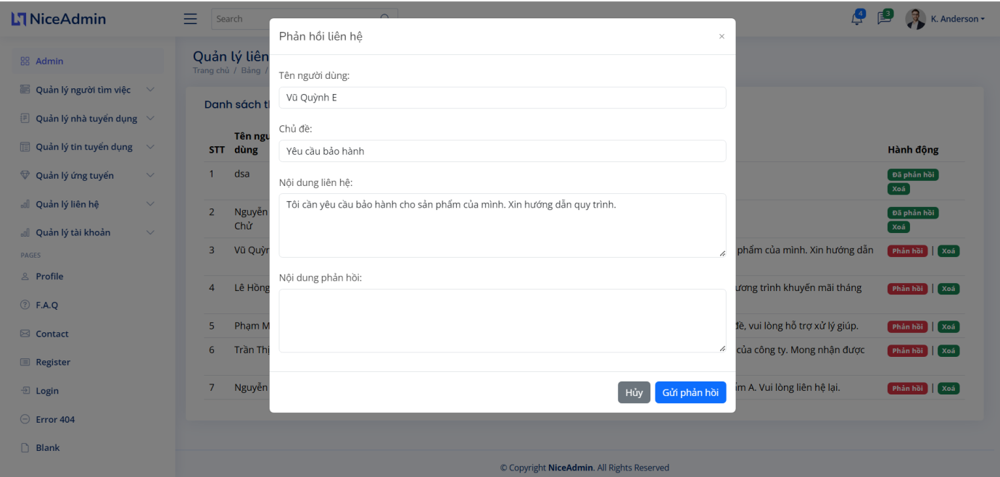 NiceAdmin
Search
4
3
K. Anderson
Admin
Quản lý người tìm việc
Quản lý nhà tuyển dụng
Quản lý tin tuyển dụng
Quản lý ứng tuyển
Quản lý liên hệ
Quản lý tài khoản
PAGES
Profile
F.A.Q
Contact
Register
Login
Error 404
Blank
Quản lý liên
Trang chủ / Bảng /
Danh sách
STT
Tên
dùng
Hành động
1 dsa
Đã phản hồi
Xoá
2 Nguyễn
Chử
Đã phản hồi
Xoá
3 Vũ
phẩm của mình. Xin hướng dẫn
Phản hồi | Xoá
4 Lê Hồng
ương trình khuyến mãi tháng
Phản hồi | Xoá
5 Phạm M
đề, vui lòng hỗ trợ xử lý giúp.
Phản hồi | Xoá
6 Trần Thị
của công ty. Mong nhận được
Phản hồi | Xoá
7 Nguyễn
A. Vui lòng liên hệ lại.
Phản hồi | Xoá
Phản hồi liên hệ
×
Tên người dùng:
Vũ Quỳnh E
Chủ đề:
Yêu cầu bảo hành
Nội dung liên hệ:
Tôi cần yêu cầu bảo hành cho sản phẩm của mình. Xin hướng dẫn quy trình.
Nội dung phản hồi:
Hủy
Gửi phản hồi
© Copyright NiceAdmin. All Rights Reserved